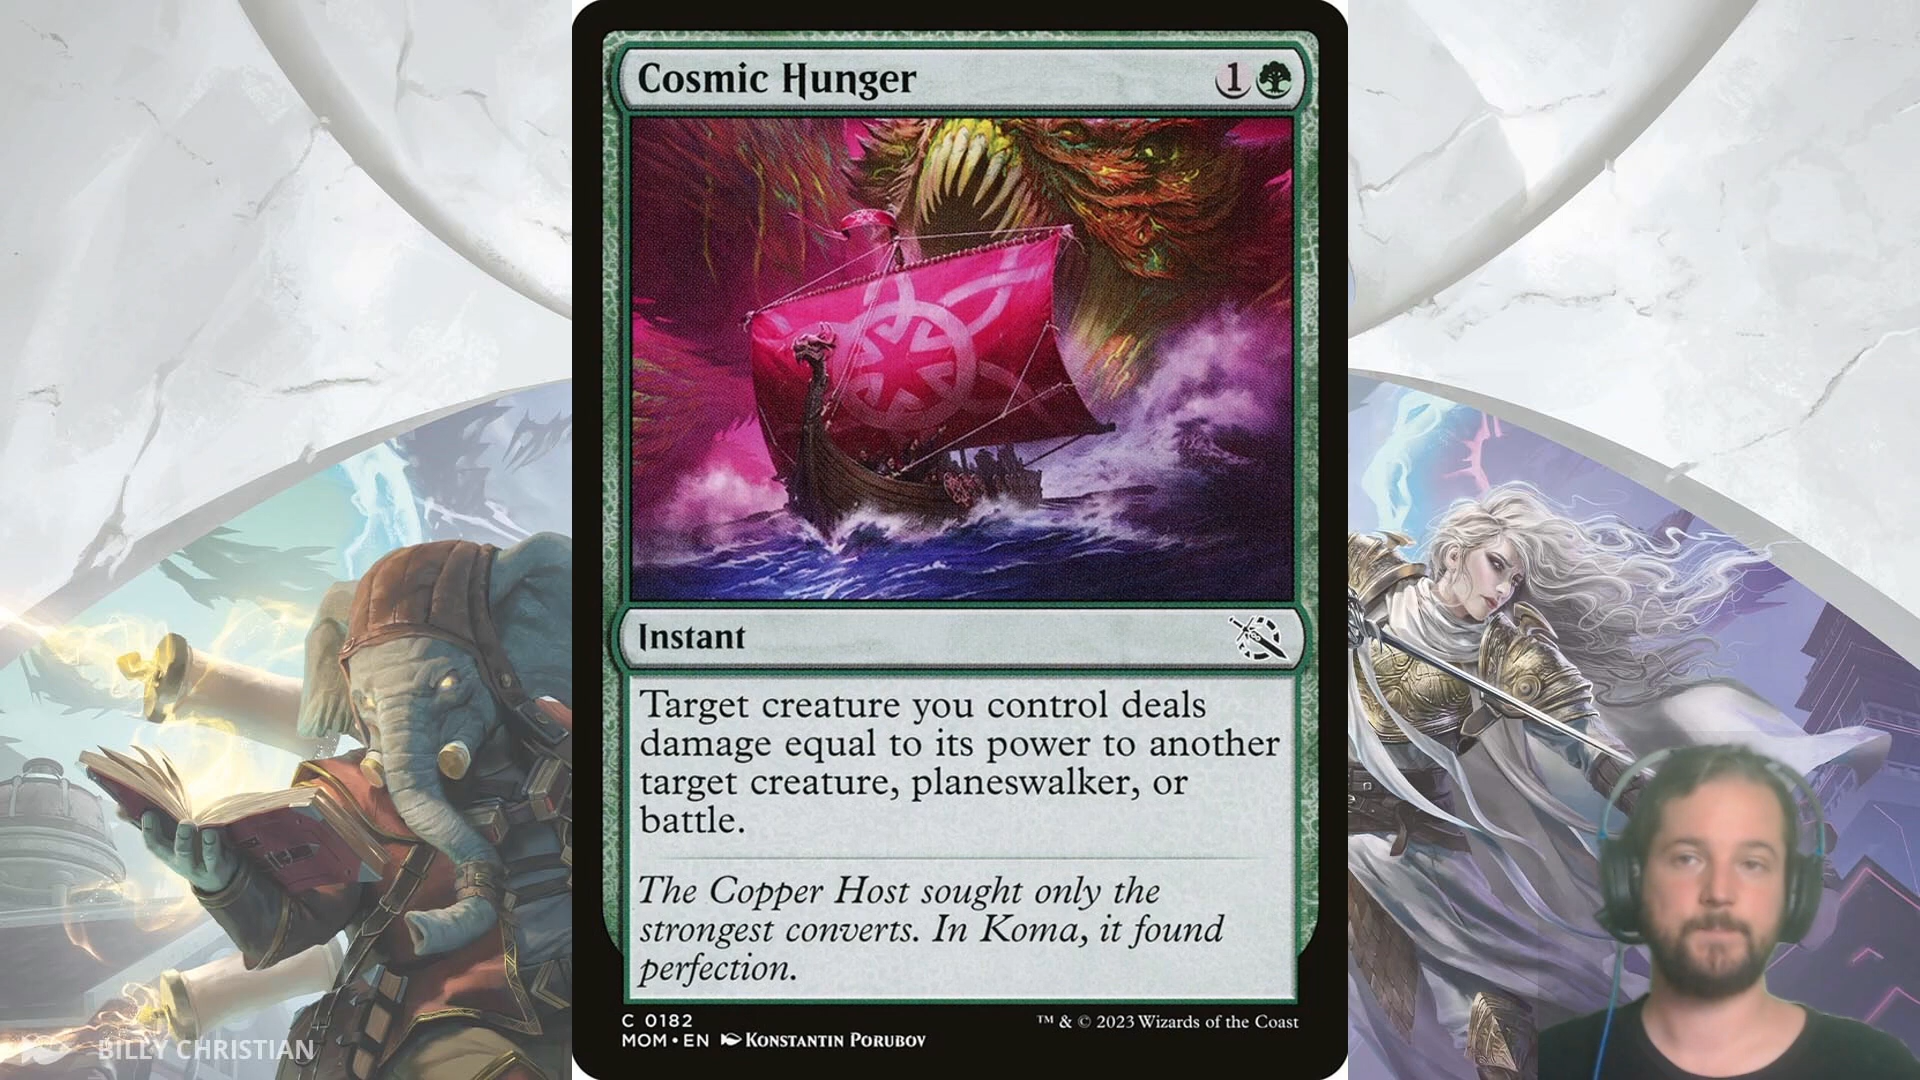 Cosmic Hunger
1
Instant
Target creature you control deals
damage equal to its power to another
target creature, planeswalker, or
battle.
The Copper Host sought only the
strongest converts. In Koma, it found
perfection.
C 0182
MOM • EN KONSTANTIN PORUBOV
™ & © 2023 Wizards of the Coast
BILLY CHRISTIAN